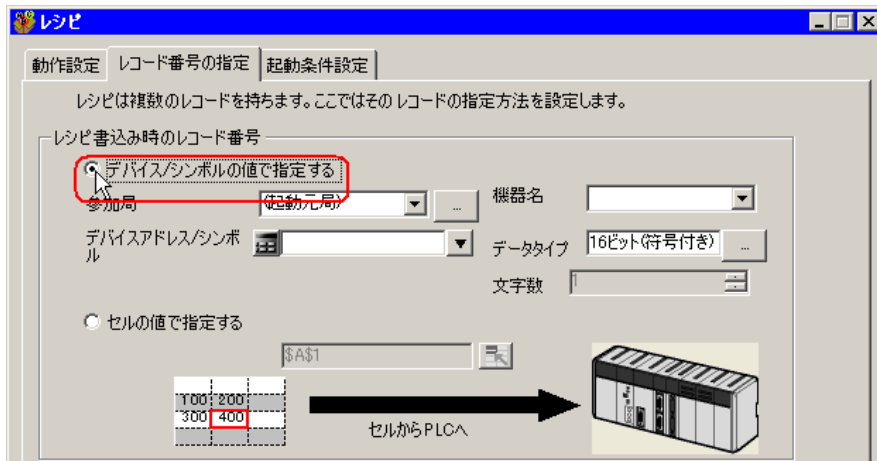 レシピ
動作設定 レコード番号の指定 起動条件設定
レシピは複数のレコードを持ちます。ここではそのレコードの指定方法を設定します。
レシピ書込み時のレコード番号
デバイス/シンボルの値で指定する
参加局 (起動元局) ... 機器名
デバイスアドレス/シンボル データタイプ 16ビット(符号付き) ...
文字数 1
セルの値で指定する
$A$1
100 200
300 400
セルからPLCへ